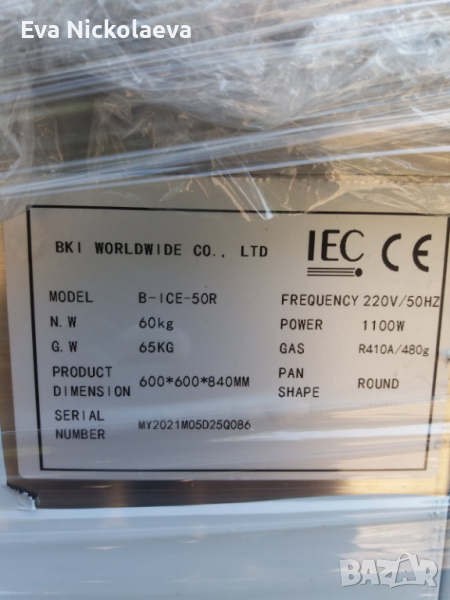 Eva Nickolaeva
BKI WORLDWIDE CO., LTD
IEC CE
MODEL B-ICE-50R FREQUENCY 220V/50HZ
N.W 60kg POWER 1100W
G.W 65KG GAS R410A/480g
PRODUCT DIMENSION 600*600*840MM PAN SHAPE ROUND
SERIAL NUMBER MY2021M05D25Q086
BAZAR